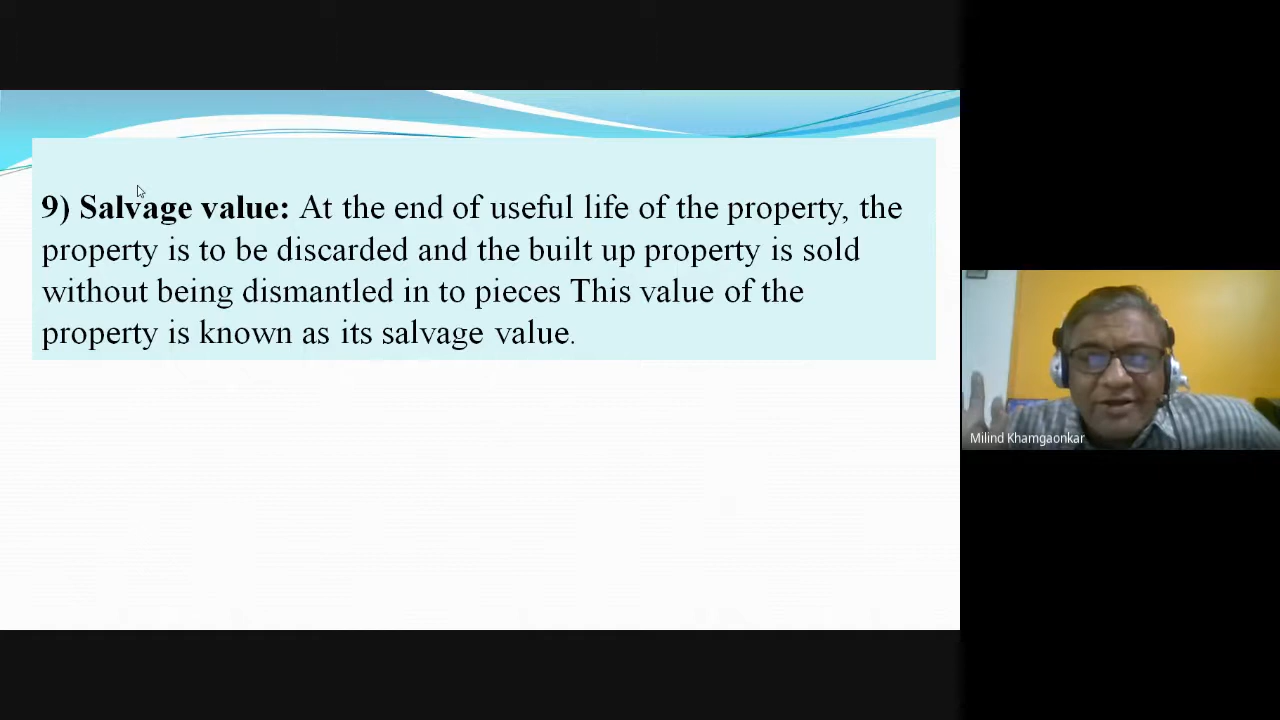 9) Salvage value: At the end of useful life of the property, the
property is to be discarded and the built up property is sold
without being dismantled in to pieces This value of the
property is known as its salvage value.
Milind Khamgaonkar